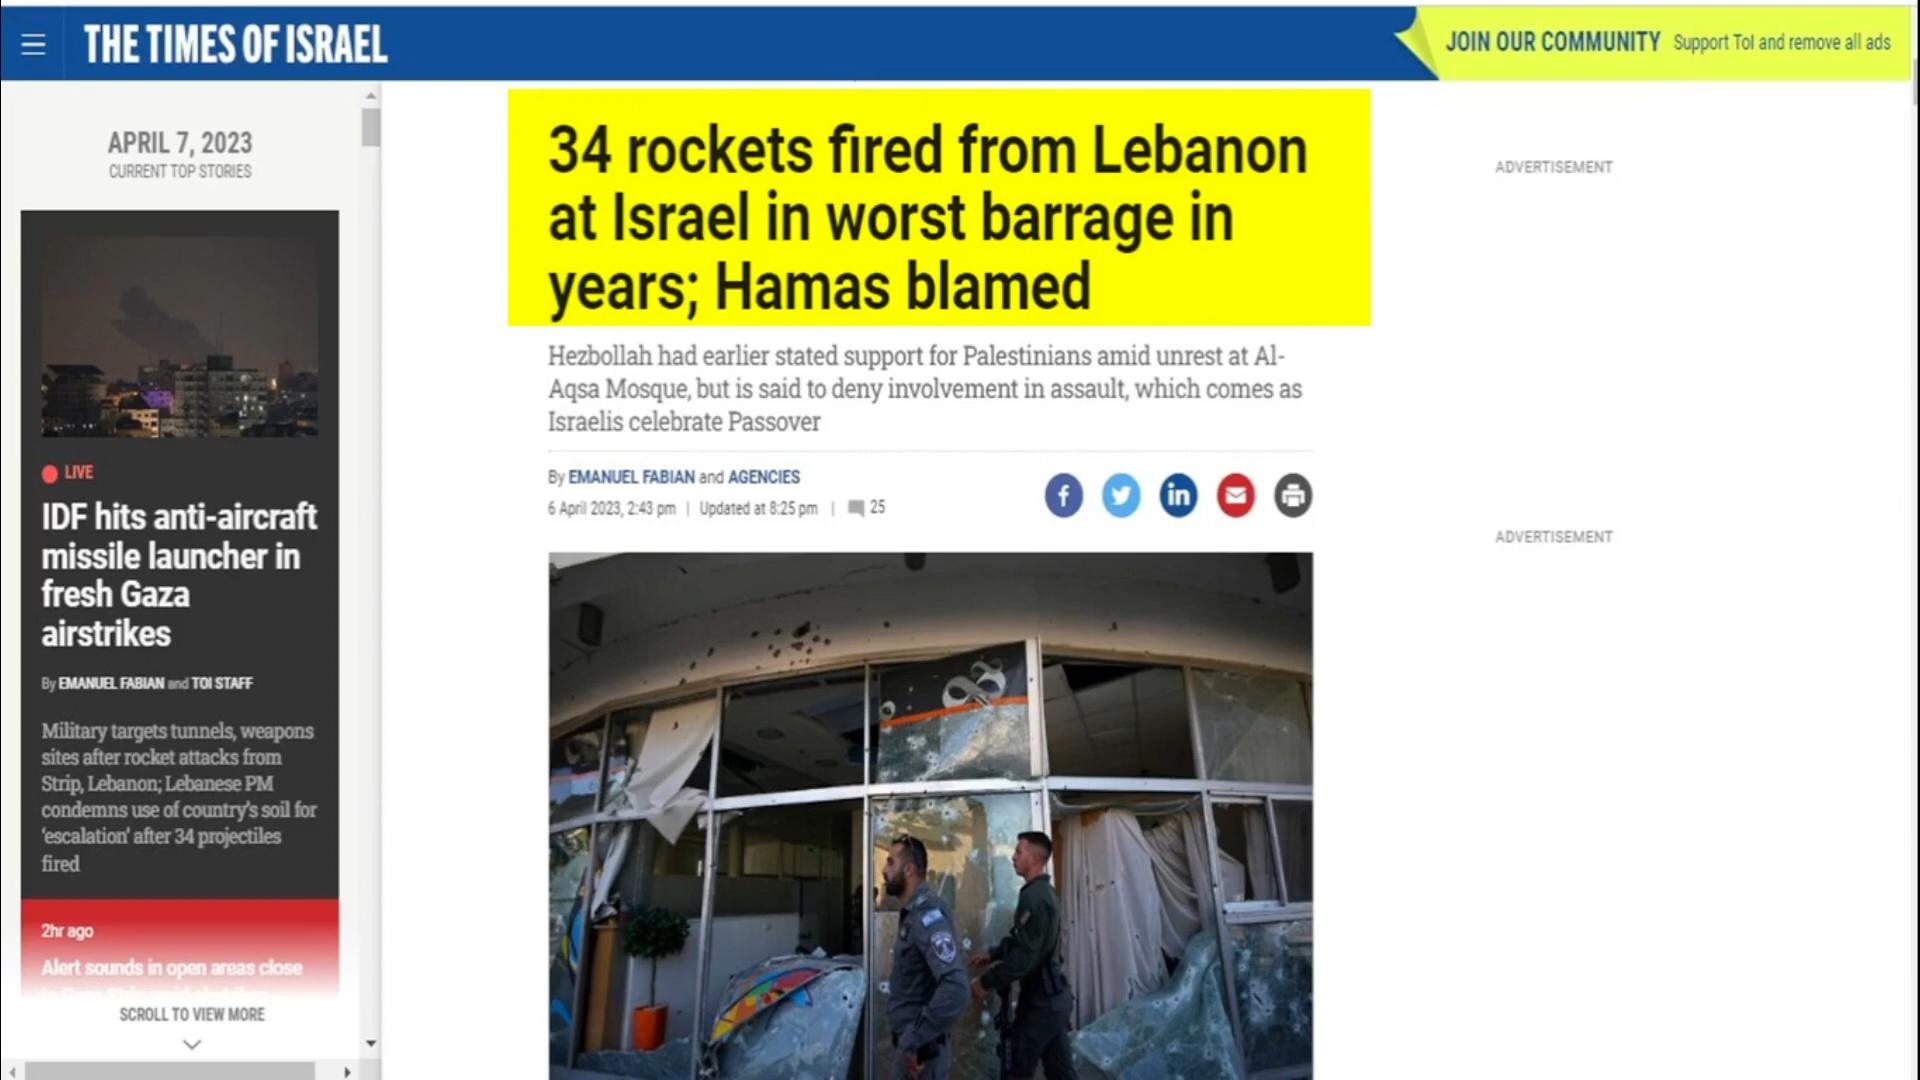 THE TIMES OF ISRAEL
JOIN OUR COMMUNITY Support ToI and remove all ads
APRIL 7, 2023
CURRENT TOP STORIES
LIVE
IDF hits anti-aircraft
missile launcher in
fresh Gaza
airstrikes
By EMANUEL FABIAN and TOI STAFF
Military targets tunnels, weapons
sites after rocket attacks from
Strip, Lebanon; Lebanese PM
condemns use of country's soil for
'escalation' after 34 projectiles
fired
2hr ago
Alert sounds in open areas close
SCROLL TO VIEW MORE
34 rockets fired from Lebanon
at Israel in worst barrage in
years; Hamas blamed
Hezbollah had earlier stated support for Palestinians amid unrest at Al-
Aqsa Mosque, but is said to deny involvement in assault, which comes as
Israelis celebrate Passover
By EMANUEL FABIAN and AGENCIES
6 April 2023, 2:43 pm | Updated at 8:25 pm | 25
ADVERTISEMENT
ADVERTISEMENT